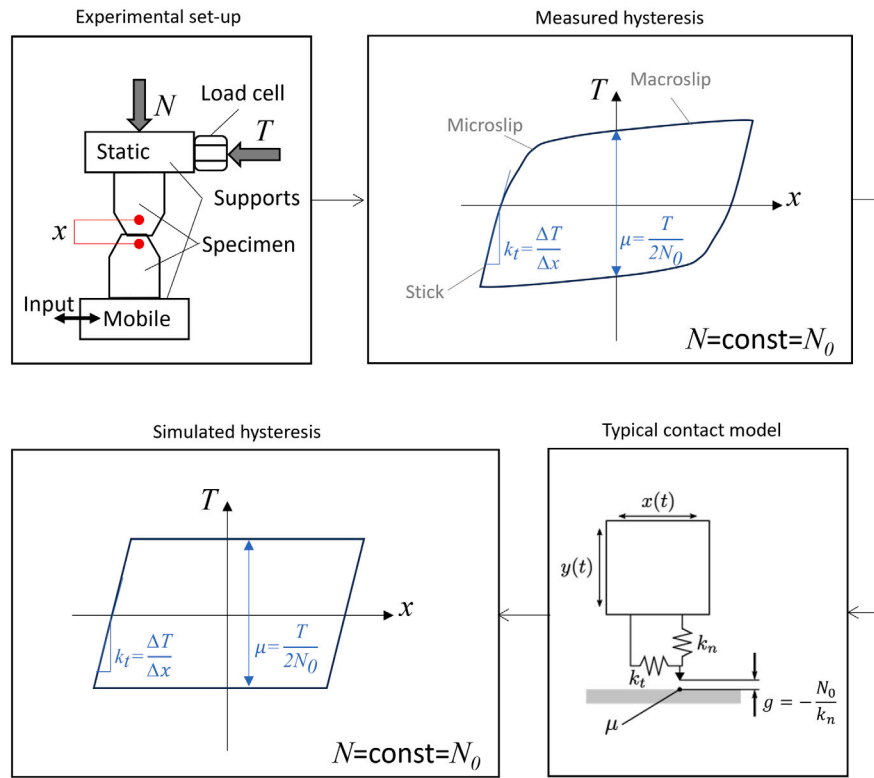 Experimental set-up
N
Load cell
T
Static
Supports
x
Specimen
Input
Mobile
Measured hysteresis
T
Macroslip
Microslip
x
k_t=ΔT/Δx
μ=T/2N_0
Stick
N=const=N_0
Simulated hysteresis
T
x
k_t=ΔT/Δx
μ=T/2N_0
N=const=N_0
Typical contact model
x(t)
y(t)
k_n
k_t
g = -N_0/k_n
μ